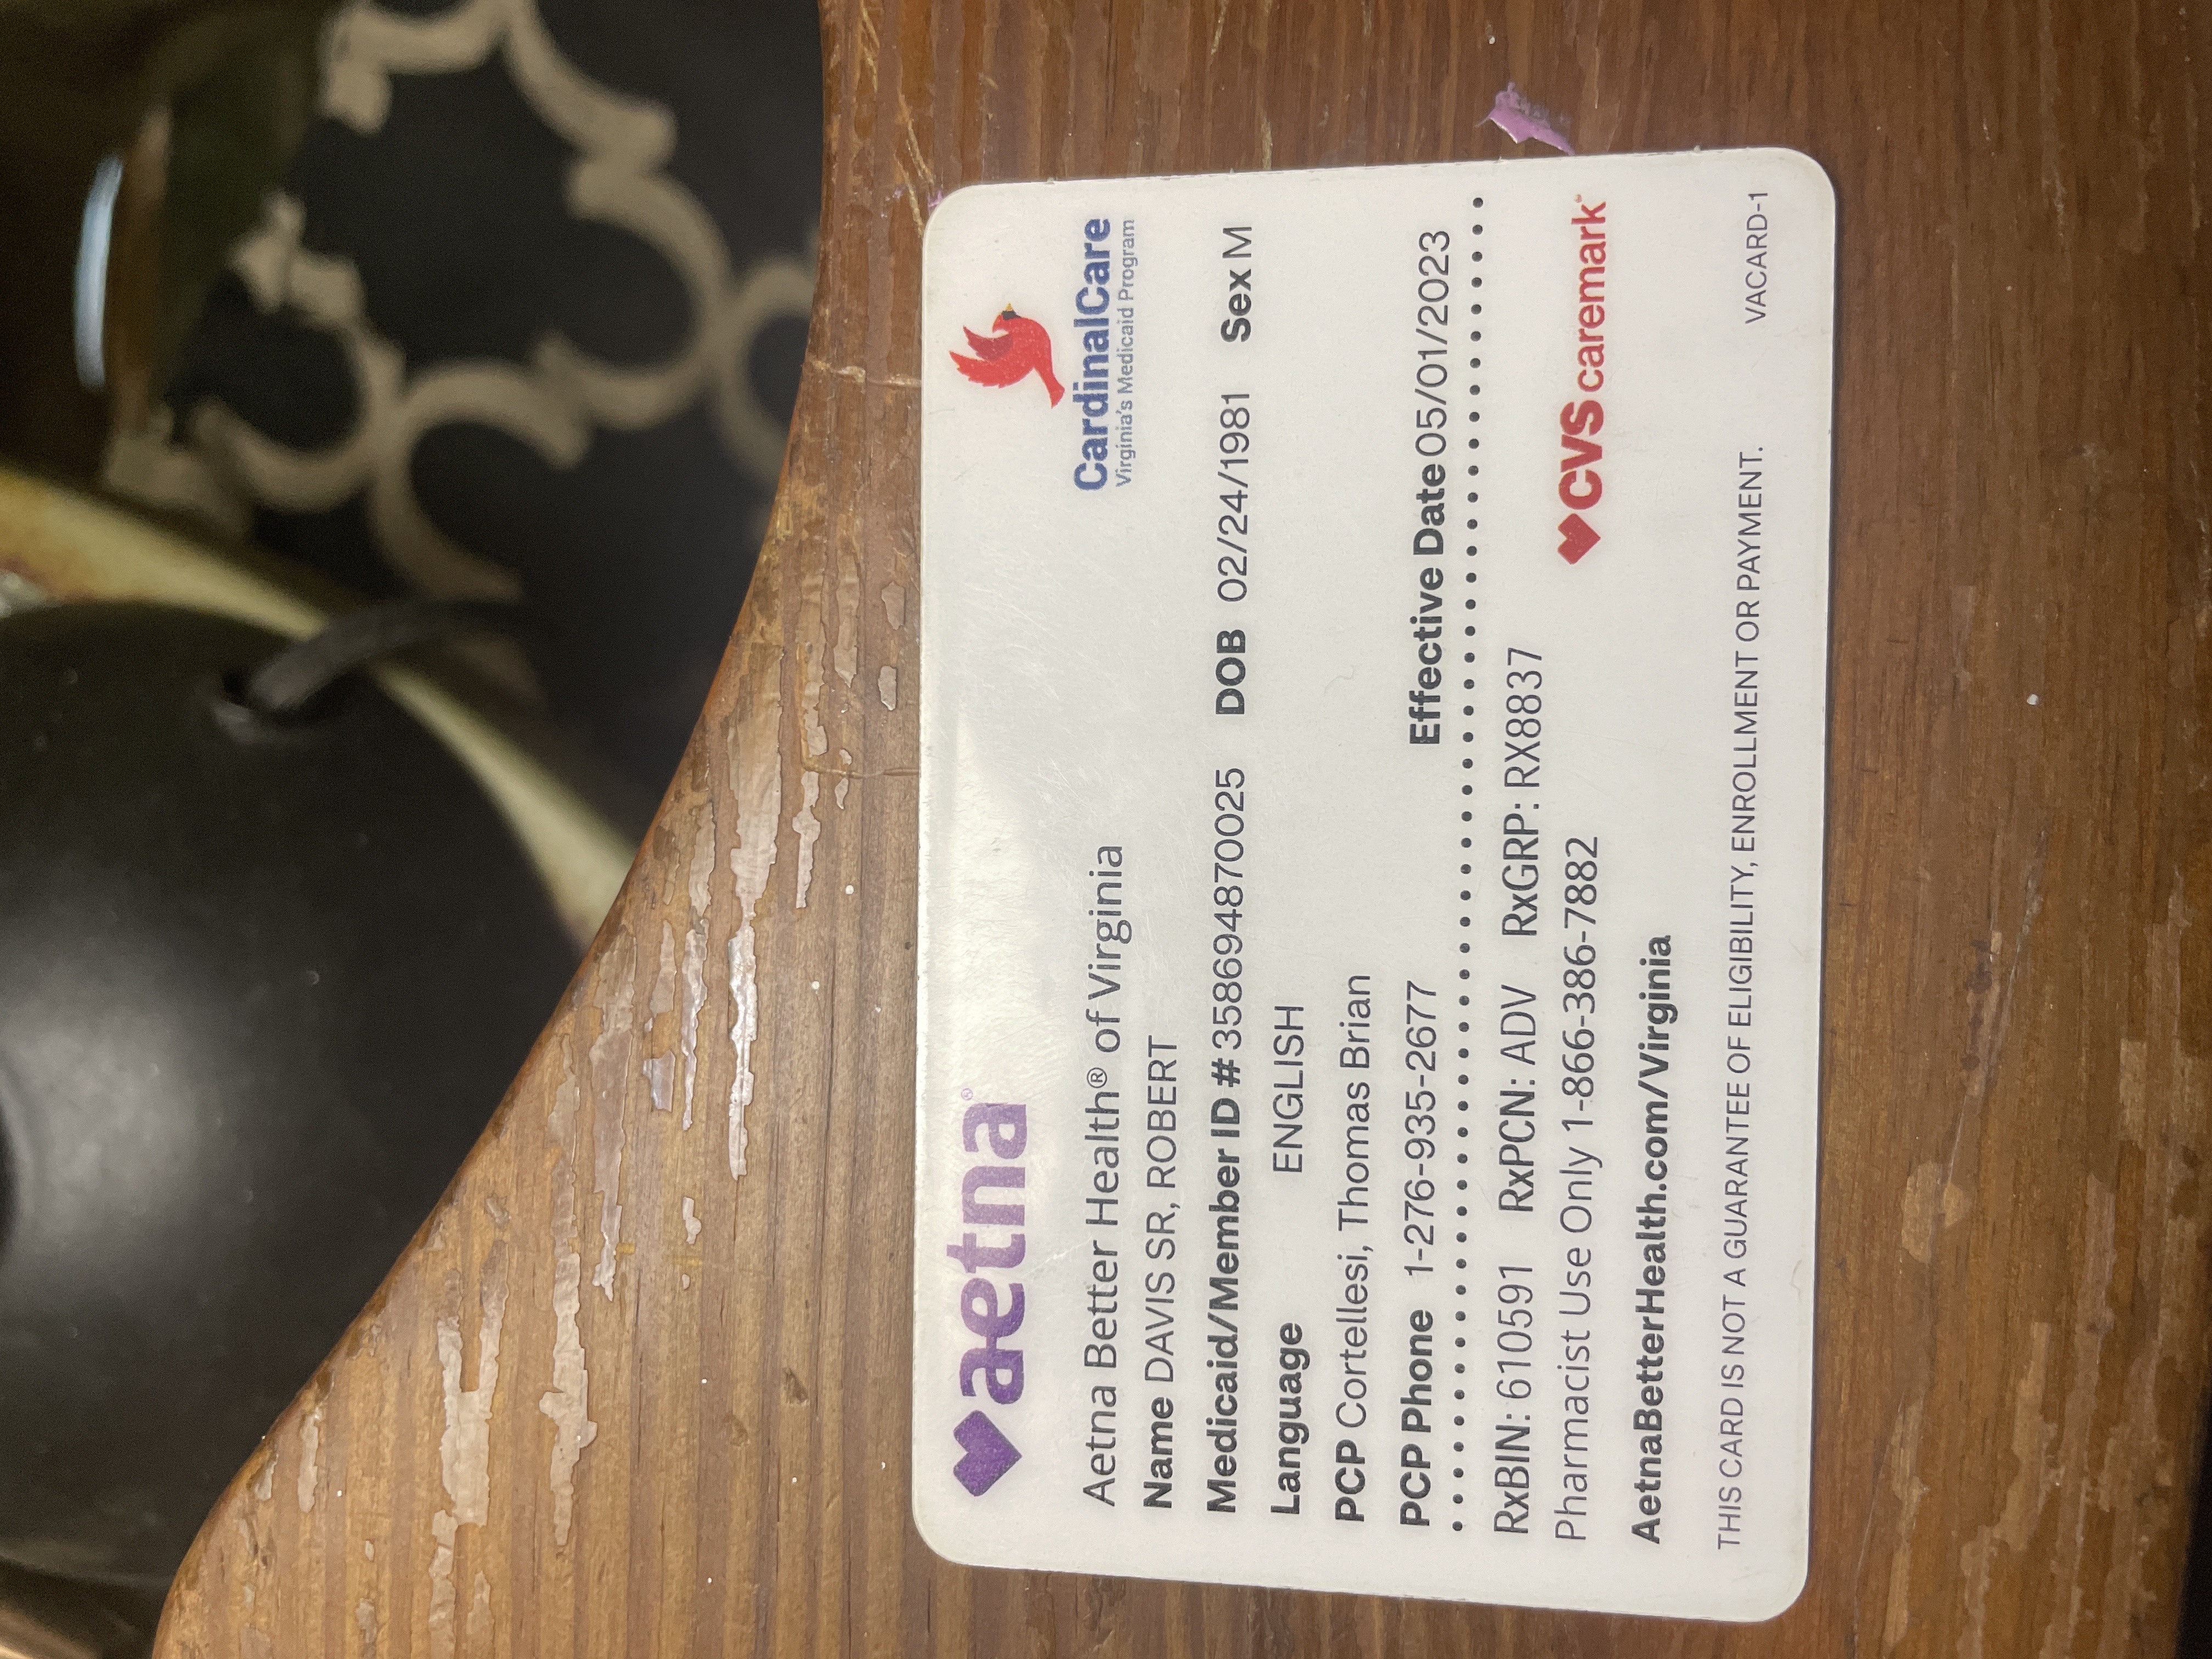 aetna®
CardinalCare
Virginia's Medicaid Program
Aetna Better Health® of Virginia
Name DAVIS SR, ROBERT
Medicaid/Member ID # 358694870025 DOB 02/24/1981 Sex M
Language ENGLISH
PCP Cortellesi, Thomas Brian
PCP Phone 1-276-935-2677 Effective Date 05/01/2023
RxBIN: 610591 RxPCN: ADV RxGRP: RX8837
Pharmacist Use Only 1-866-386-7882
CVS caremark
AetnaBetterHealth.com/Virginia
THIS CARD IS NOT A GUARANTEE OF ELIGIBILITY, ENROLLMENT OR PAYMENT. VACARD-1